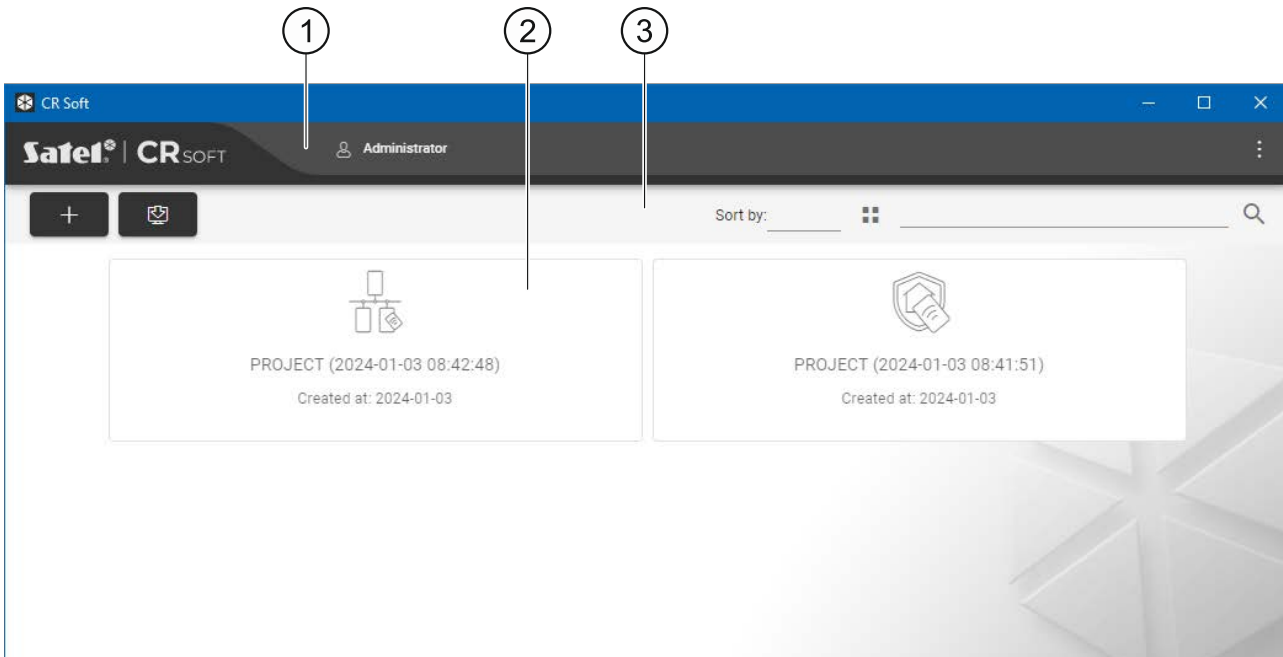 1 2 3
CR Soft
Satel® | CR SOFT
Administrator
Sort by:
PROJECT (2024-01-03 08:42:48)
Created at: 2024-01-03
PROJECT (2024-01-03 08:41:51)
Created at: 2024-01-03